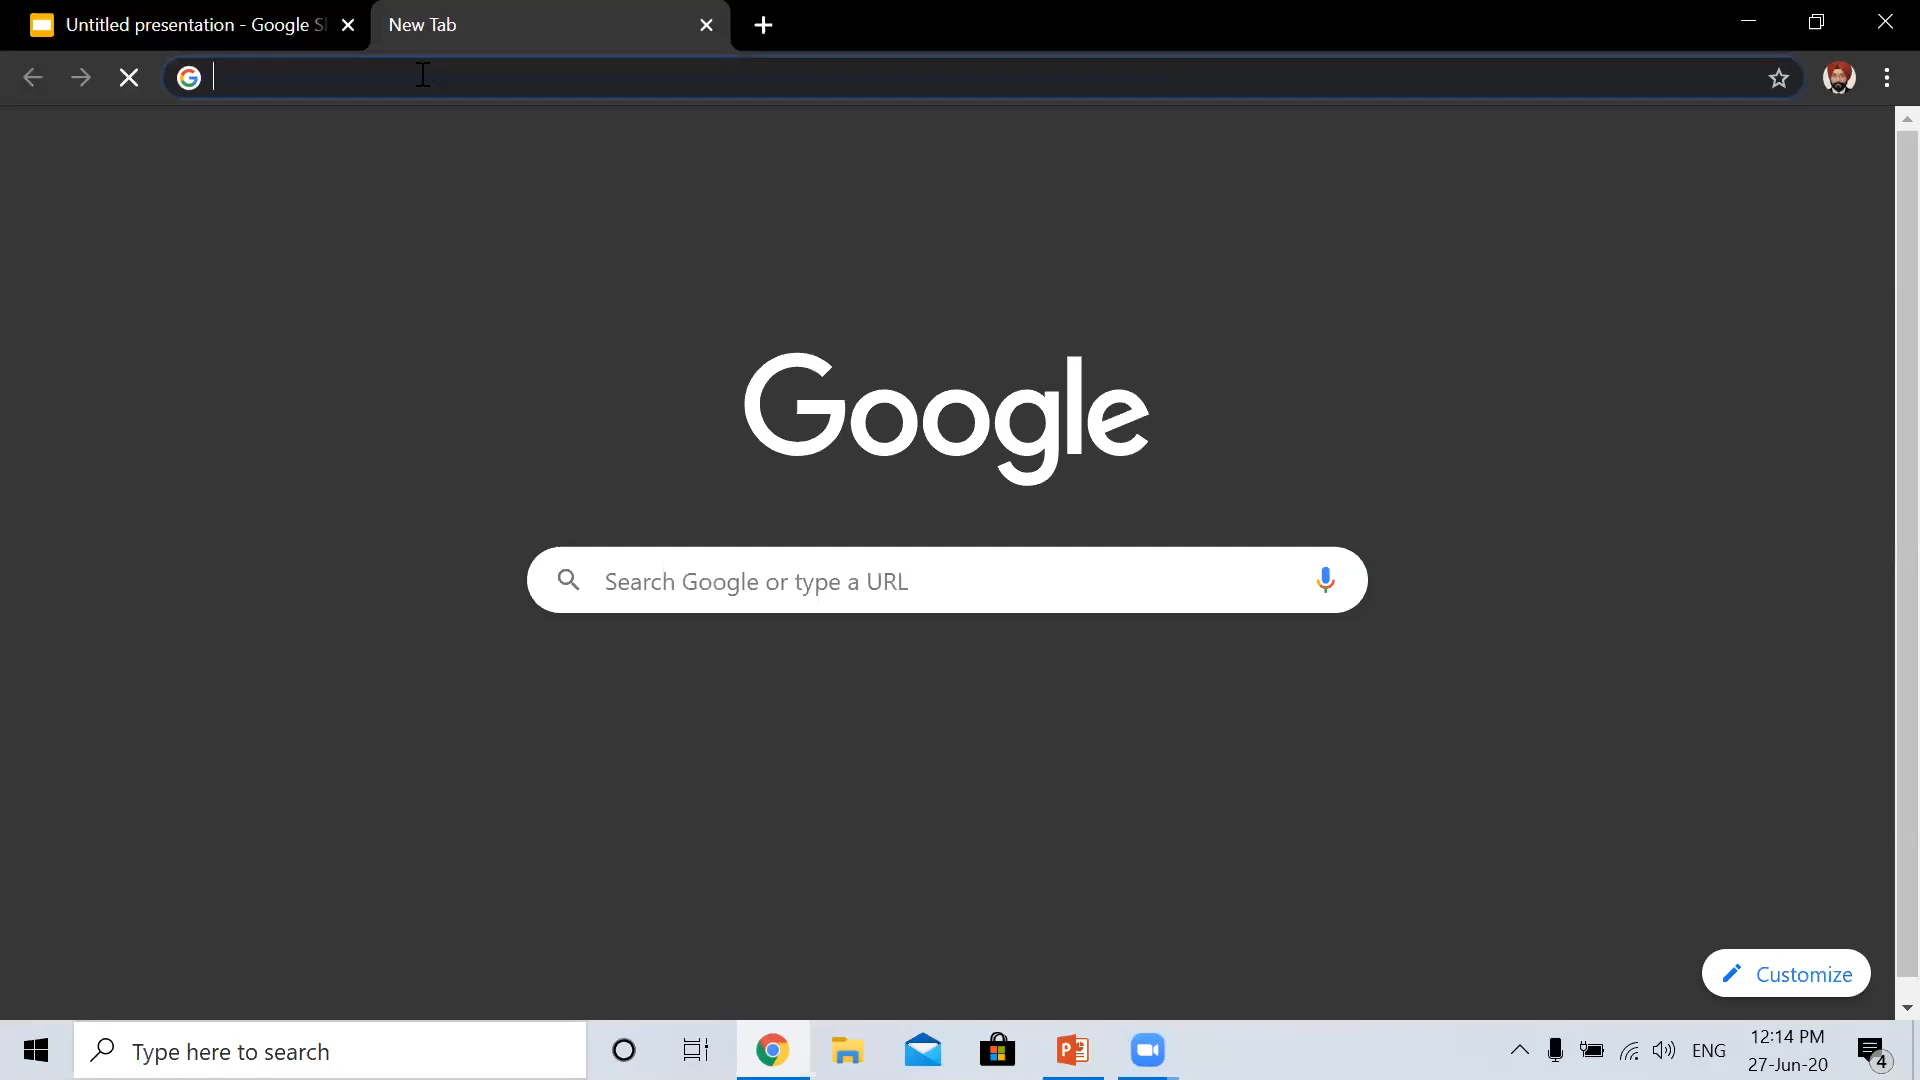 Untitled presentation - Google Sl
New Tab
Google
Search Google or type a URL
Customize
Type here to search
ENG
12:14 PM
27-Jun-20
4